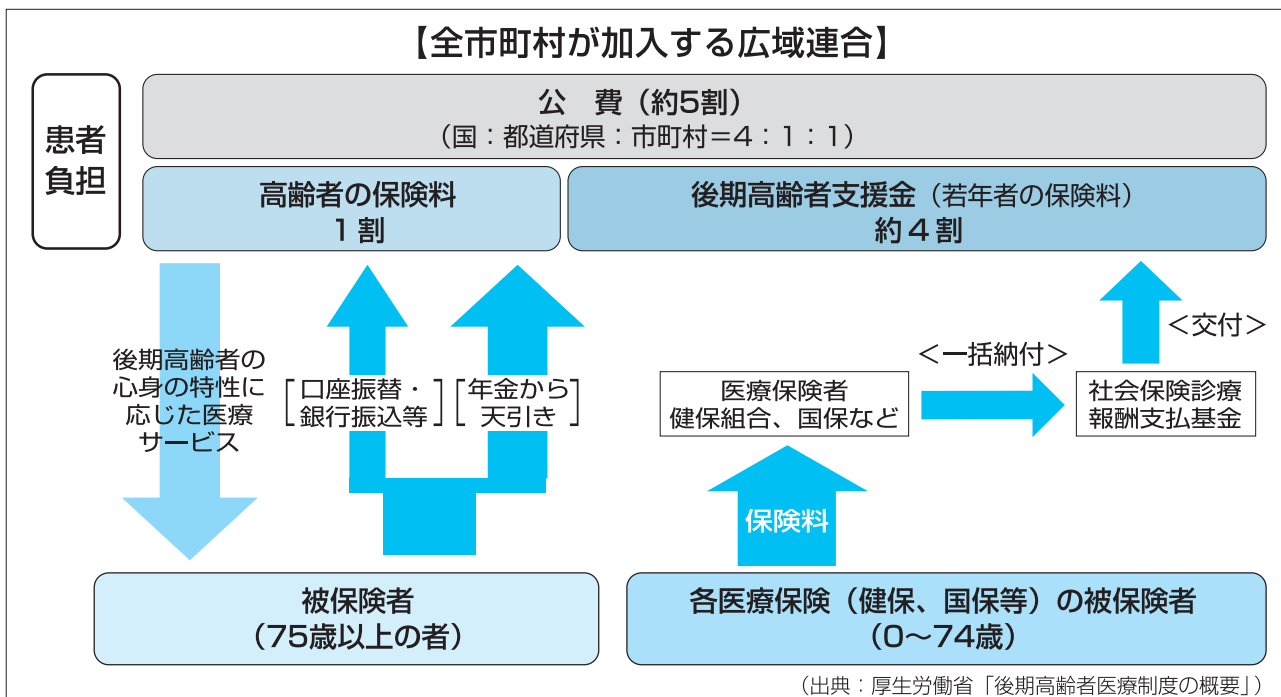 【全市町村が加入する広域連合】
患者
負担
公　費（約5割）
（国：都道府県：市町村＝4：1：1）
高齢者の保険料
1割
後期高齢者支援金（若年者の保険料）
約4割
後期高齢者の
心身の特性に
応じた医療
サービス
［口座振替・
銀行振込等］
［年金から
天引き］
医療保険者
健保組合、国保など
＜一括納付＞
社会保険診療
報酬支払基金
＜交付＞
保険料
被保険者
（75歳以上の者）
各医療保険（健保、国保等）の被保険者
（0〜74歳）
（出典：厚生労働省「後期高齢者医療制度の概要」）